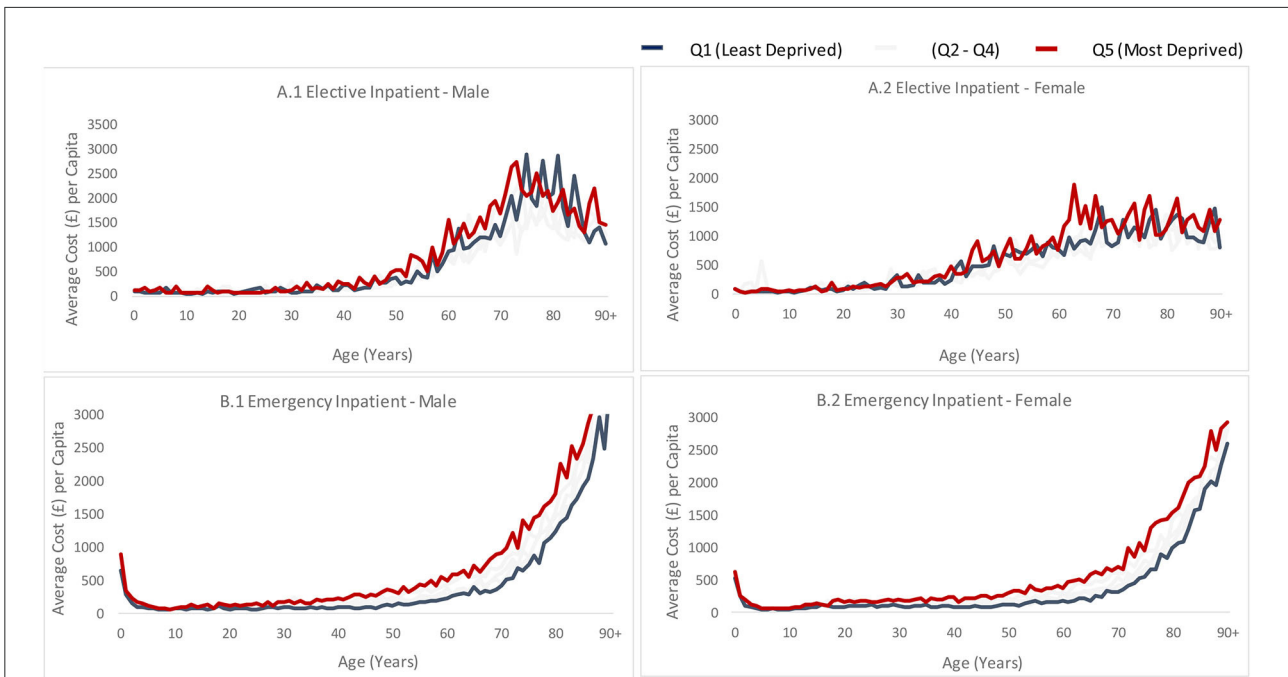 Q1 (Least Deprived) (Q2 - Q4) Q5 (Most Deprived)
A.1 Elective Inpatient - Male
Average Cost (£) per Capita
3500
3000
2500
2000
1500
1000
500
0
0 10 20 30 40 50 60 70 80 90+
Age (Years)
A.2 Elective Inpatient - Female
Average Cost (£) per Capita
3000
2500
2000
1500
1000
500
0
0 10 20 30 40 50 60 70 80 90+
Age (Years)
B.1 Emergency Inpatient - Male
Average Cost (£) per Capita
3000
2500
2000
1500
1000
500
0
0 10 20 30 40 50 60 70 80 90+
Age (Years)
B.2 Emergency Inpatient - Female
Average Cost (£) per Capita
3000
2500
2000
1500
1000
500
0
0 10 20 30 40 50 60 70 80 90+
Age (Years)